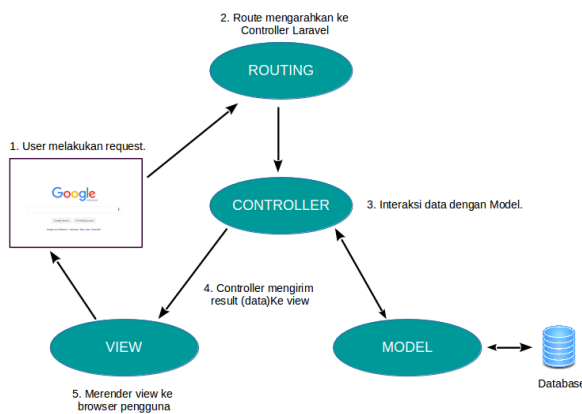 2. Route mengarahkan ke
Controller Laravel
ROUTING
1. User melakukan request.
Google
CONTROLLER
3. Interaksi data dengan Model.
4. Controller mengirim
result (data)Ke view
VIEW
MODEL
5. Merender view ke
browser pengguna
Database